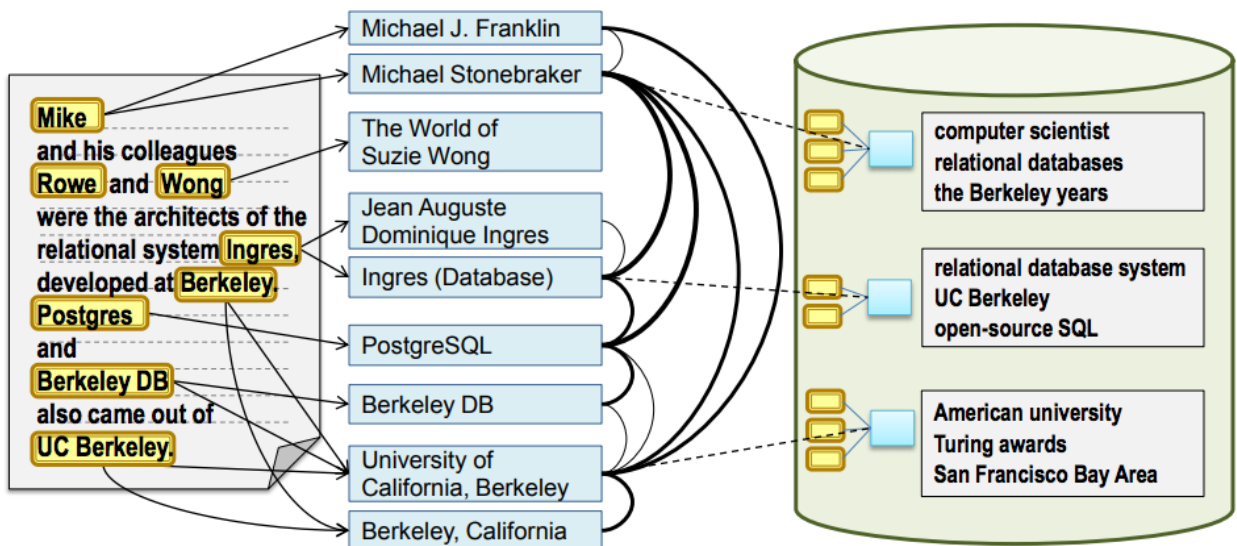 Mike
and his colleagues
Rowe and Wong
were the architects of the
relational system Ingres,
developed at Berkeley.
Postgres
and
Berkeley DB
also came out of
UC Berkeley.
Michael J. Franklin
Michael Stonebraker
The World of
Suzie Wong
Jean Auguste
Dominique Ingres
Ingres (Database)
PostgreSQL
Berkeley DB
University of
California, Berkeley
Berkeley, California
computer scientist
relational databases
the Berkeley years
relational database system
UC Berkeley
open-source SQL
American university
Turing awards
San Francisco Bay Area